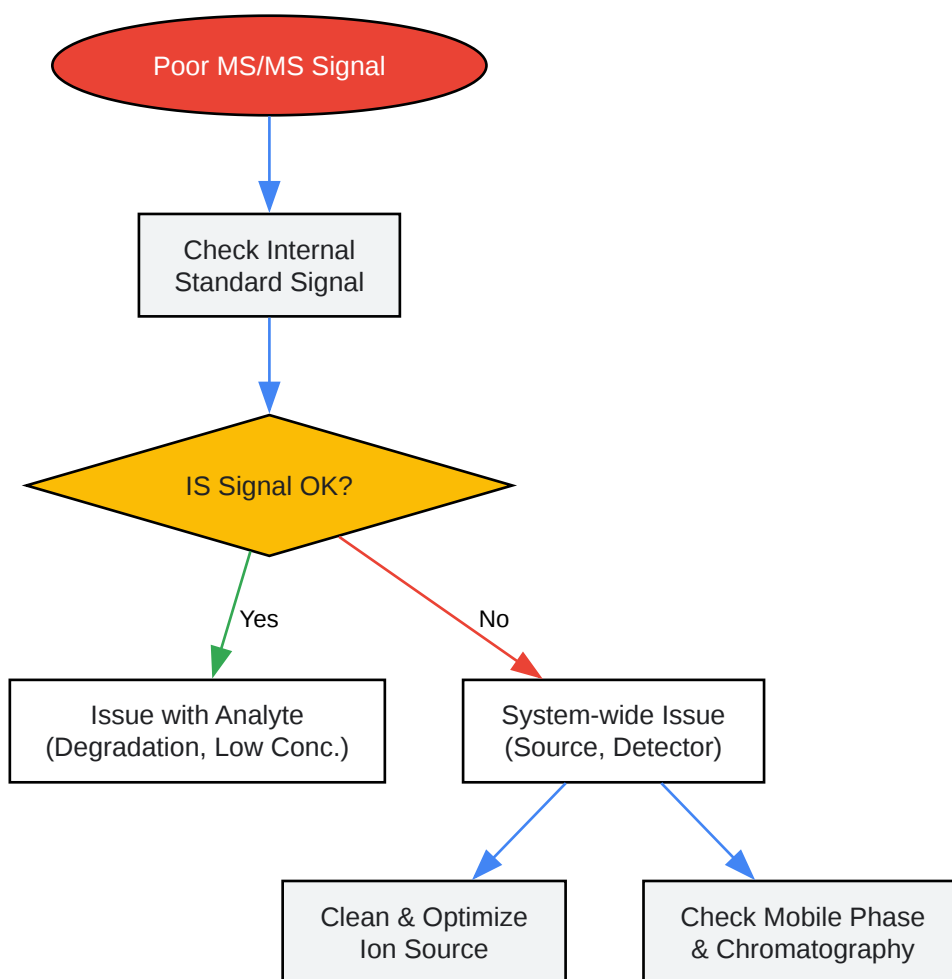 Poor MS/MS Signal
Check Internal
Standard Signal
IS Signal OK?
Yes
No
Issue with Analyte
(Degradation, Low Conc.)
System-wide Issue
(Source, Detector)
Clean & Optimize
Ion Source
Check Mobile Phase
& Chromatography